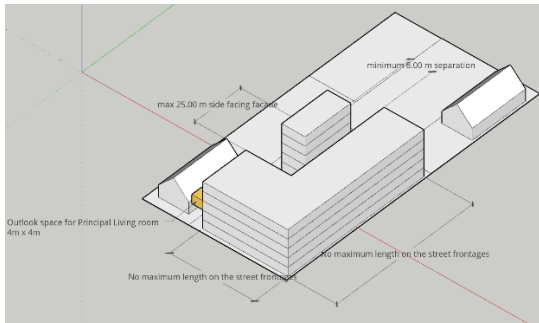 minimum 8.00 m separation
max 25.00 m side facing facade
Outlook space for Principal Living room
4m x 4m
No maximum length on the street frontages
No maximum length on the street frontages